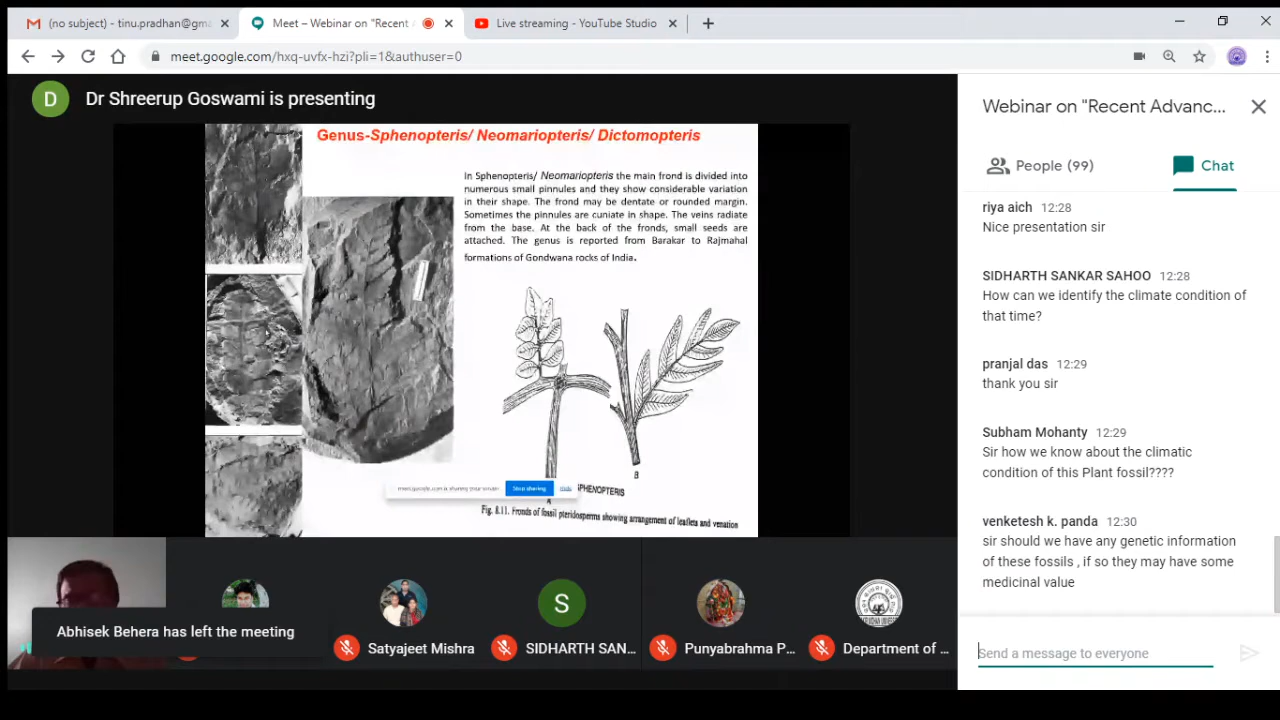 (no subject) - tinu.pradhan@gma
Meet – Webinar on "Recent A
Live streaming - YouTube Studio
meet.google.com/hxq-uvfx-hzi?pli=1&authuser=0
D
Dr Shreerup Goswami is presenting
Genus-Sphenopteris/ Neomariopteris/ Dictomopteris
In Sphenopteris/ Neomariopteris the main frond is divided into
numerous small pinnules and they show considerable variation
in their shape. The frond may be dentate or rounded margin.
Sometimes the pinnules are cuniate in shape. The veins radiate
from the base. At the back of the fronds, small seeds are
attached. The genus is reported from Barakar to Rajmahal
formations of Gondwana rocks of India.
B
meet.google.com is sharing your screen
Stop sharing
Hide
SPHENOPTERIS
A
Fig. 8.11. Fronds of fossil pteridosperms showing arrangement of leaflets and venation
Abhisek Behera has left the meeting
Satyajeet Mishra
S
SIDHARTH SAN...
Punyabrahma P...
Department of ...
Webinar on "Recent Advanc...
People (99)
Chat
riya aich 12:28
Nice presentation sir
SIDHARTH SANKAR SAHOO 12:28
How can we identify the climate condition of
that time?
pranjal das 12:29
thank you sir
Subham Mohanty 12:29
Sir how we know about the climatic
condition of this Plant fossil????
venketesh k. panda 12:30
sir should we have any genetic information
of these fossils , if so they may have some
medicinal value
Send a message to everyone